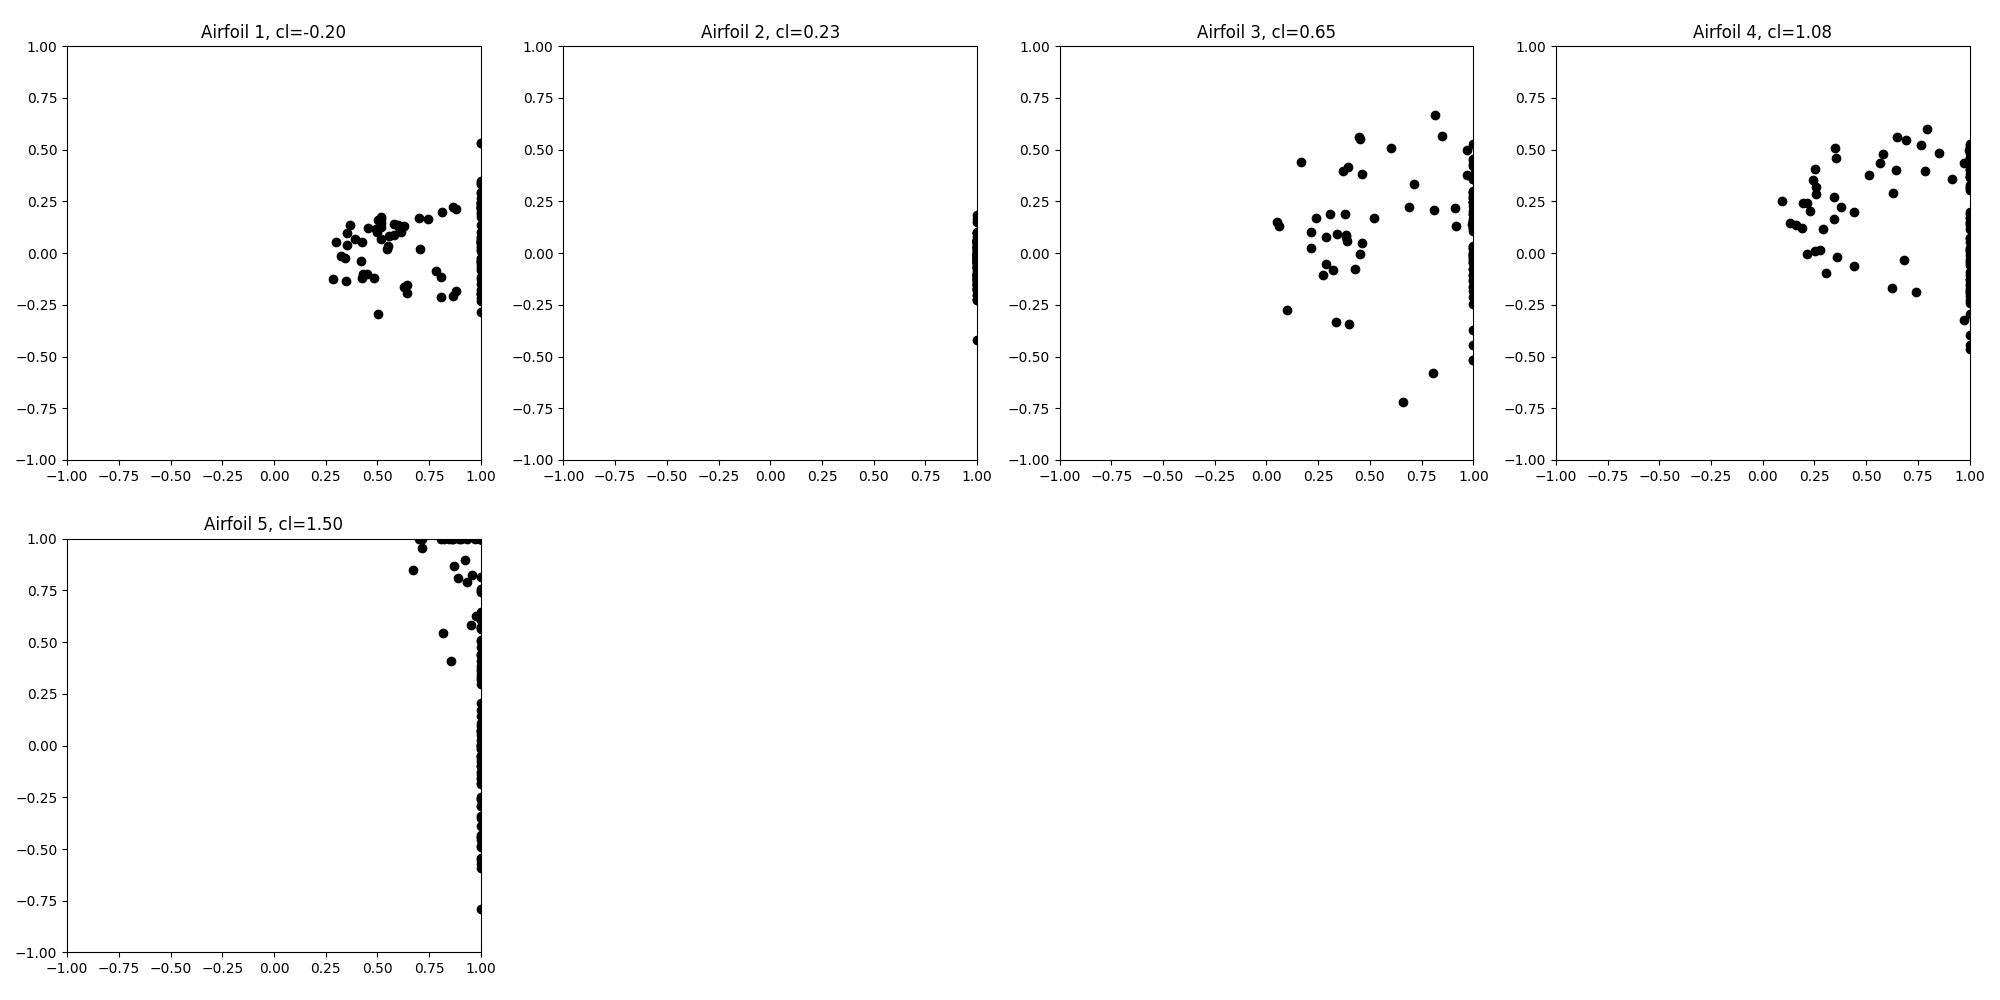 Airfoil 1, cl=-0.20
Airfoil 2, cl=0.23
Airfoil 3, cl=0.65
Airfoil 4, cl=1.08
1.00 1.00 1.00 1.00
0.75 0.75 0.75 0.75
0.50 0.50 0.50 0.50
0.25 0.25 0.25 0.25
0.00 0.00 0.00 0.00
−0.25 −0.25 −0.25 −0.25
−0.50 −0.50 −0.50 −0.50
−0.75 −0.75 −0.75 −0.75
−1.00 −1.00 −1.00 −1.00
−1.00 −0.75 −0.50 −0.25 0.00 0.25 0.50 0.75 1.00
−1.00 −0.75 −0.50 −0.25 0.00 0.25 0.50 0.75 1.00
−1.00 −0.75 −0.50 −0.25 0.00 0.25 0.50 0.75 1.00
−1.00 −0.75 −0.50 −0.25 0.00 0.25 0.50 0.75 1.00
Airfoil 5, cl=1.50
1.00
0.75
0.50
0.25
0.00
−0.25
−0.50
−0.75
−1.00
−1.00 −0.75 −0.50 −0.25 0.00 0.25 0.50 0.75 1.00